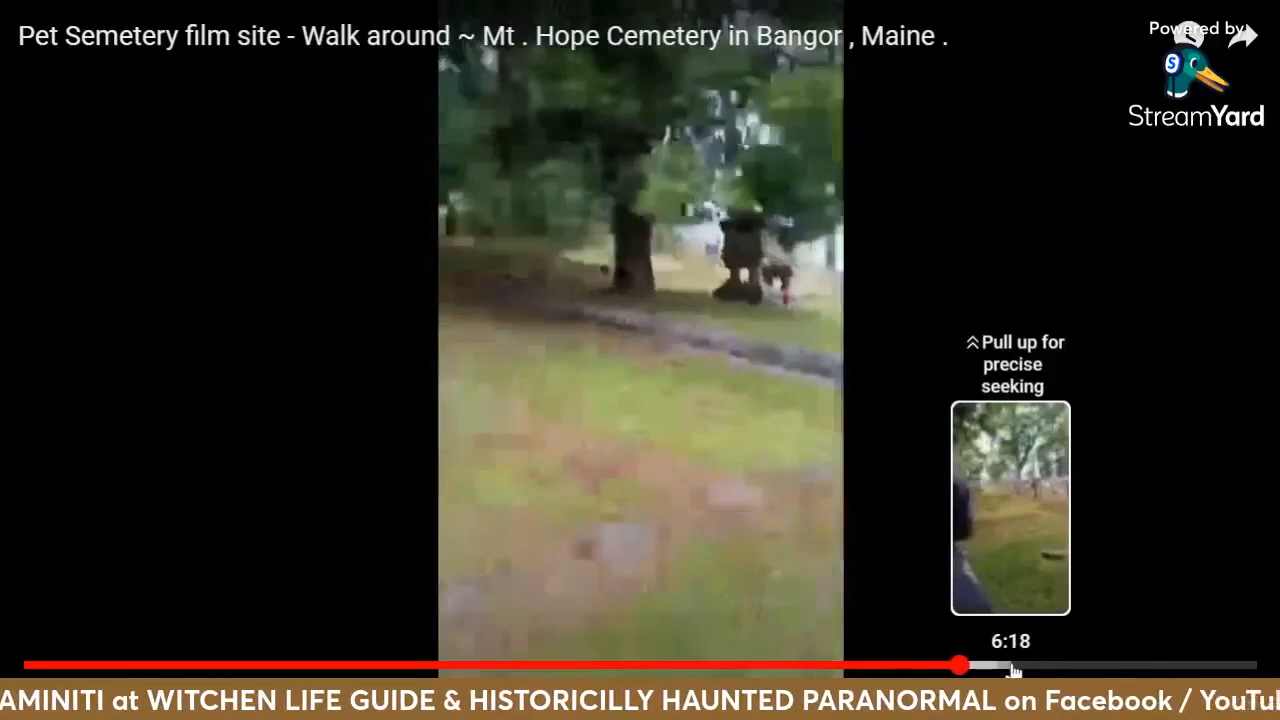 Pet Semetery film site - Walk around ~ Mt . Hope Cemetery in Bangor , Maine .
Powered by
S
StreamYard
Pull up for
precise
seeking
6:18
AMINITI at WITCHEN LIFE GUIDE & HISTORICILLY HAUNTED PARANORMAL on Facebook / YouTu